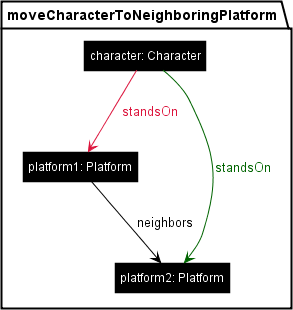 moveCharacterToNeighboringPlatform
character: Character
standsOn
standsOn
platform1: Platform
neighbors
platform2: Platform